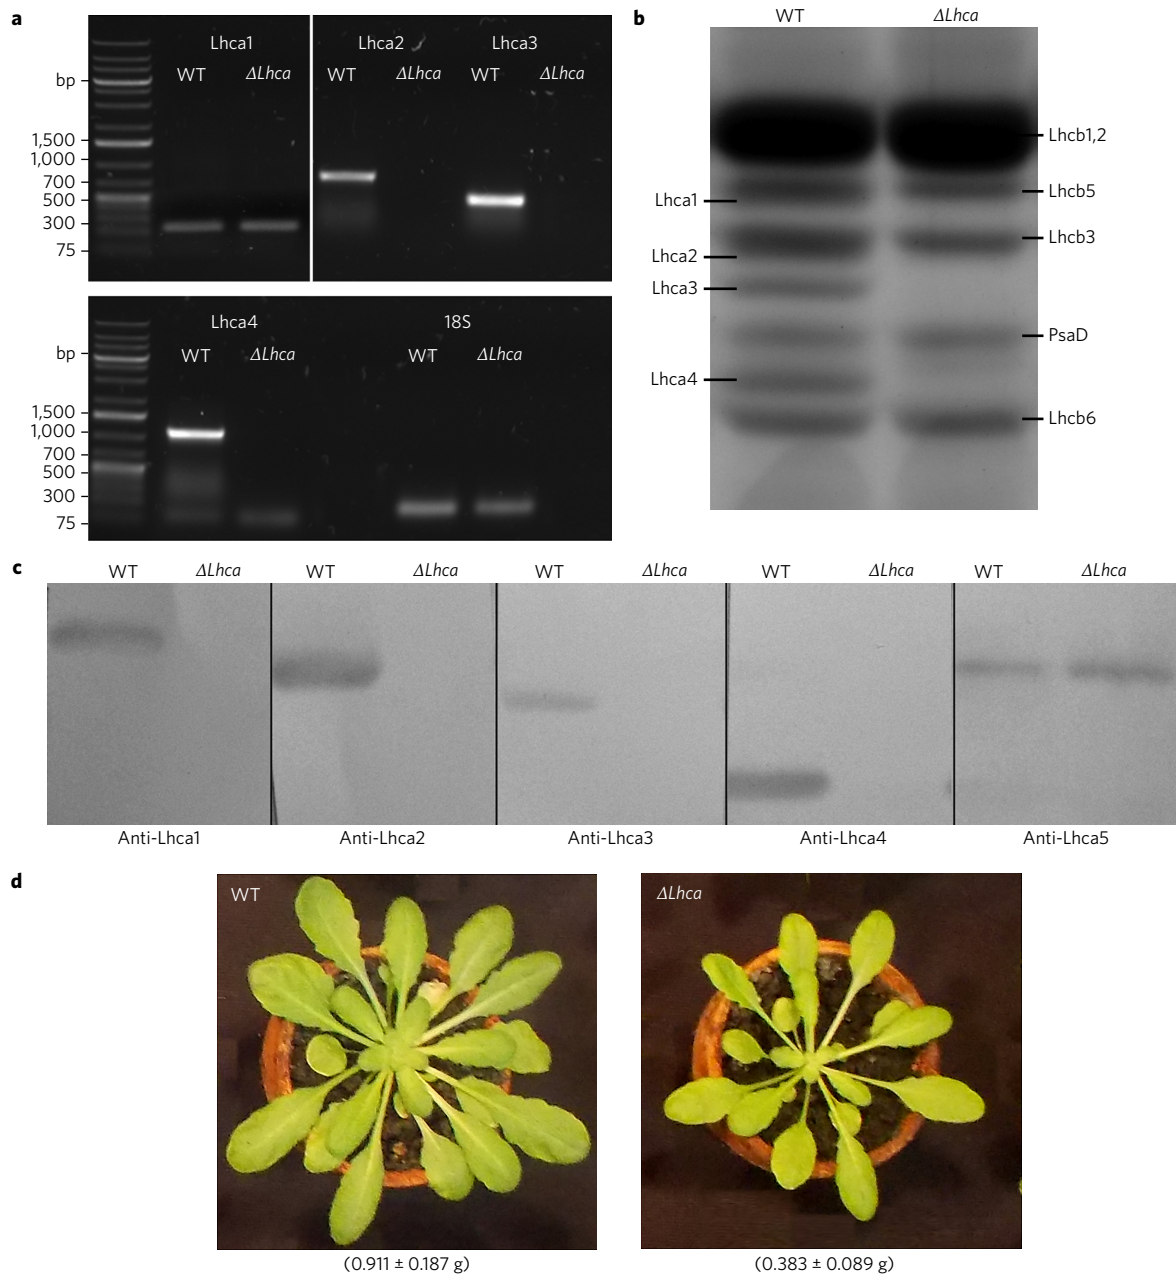 a
Lhca1 Lhca2 Lhca3
WT ΔLhca WT ΔLhca WT ΔLhca
bp
1,500
1,000
700
500
300
75
Lhca4 18S
WT ΔLhca WT ΔLhca
bp
1,500
1,000
700
500
300
75
b
WT ΔLhca
Lhcb1,2
Lhcb5
Lhca1
Lhcb3
Lhca2
Lhca3
PsaD
Lhca4
Lhcb6
c
WT ΔLhca WT ΔLhca WT ΔLhca WT ΔLhca WT ΔLhca
Anti-Lhca1 Anti-Lhca2 Anti-Lhca3 Anti-Lhca4 Anti-Lhca5
d
WT ΔLhca
(0.911 ± 0.187 g) (0.383 ± 0.089 g)